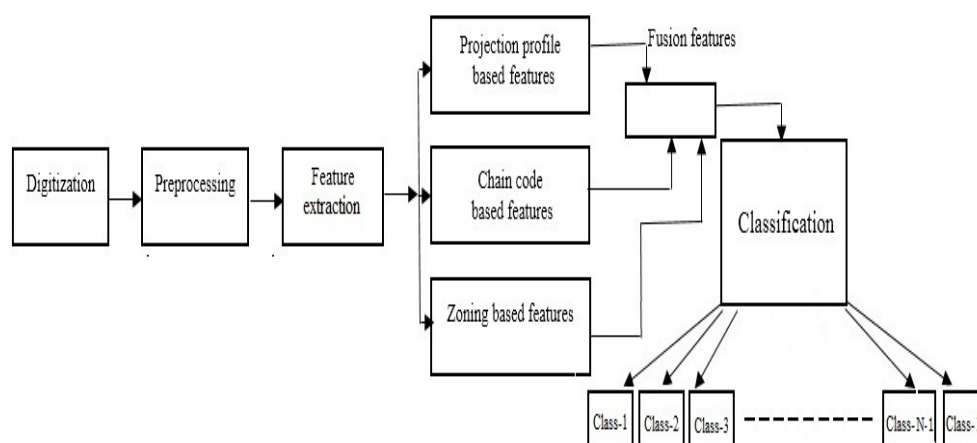 Digitization
Preprocessing
Feature
extraction
Projection profile
based features
Chain code
based features
Zoning based features
Fusion features
Classification
Class-1
Class-2
Class-3
Class-N-1
Class-